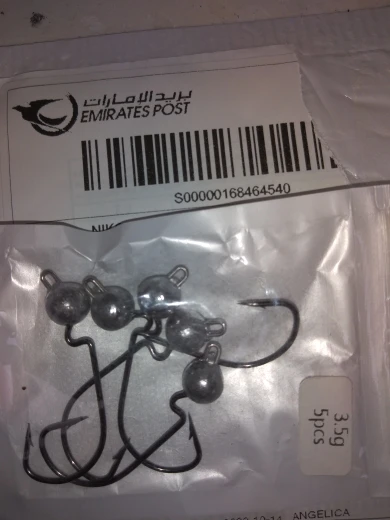 بريد الإمارات
EMIRATES POST
S00000168464540
3.5g
5pcs
ANGELICA